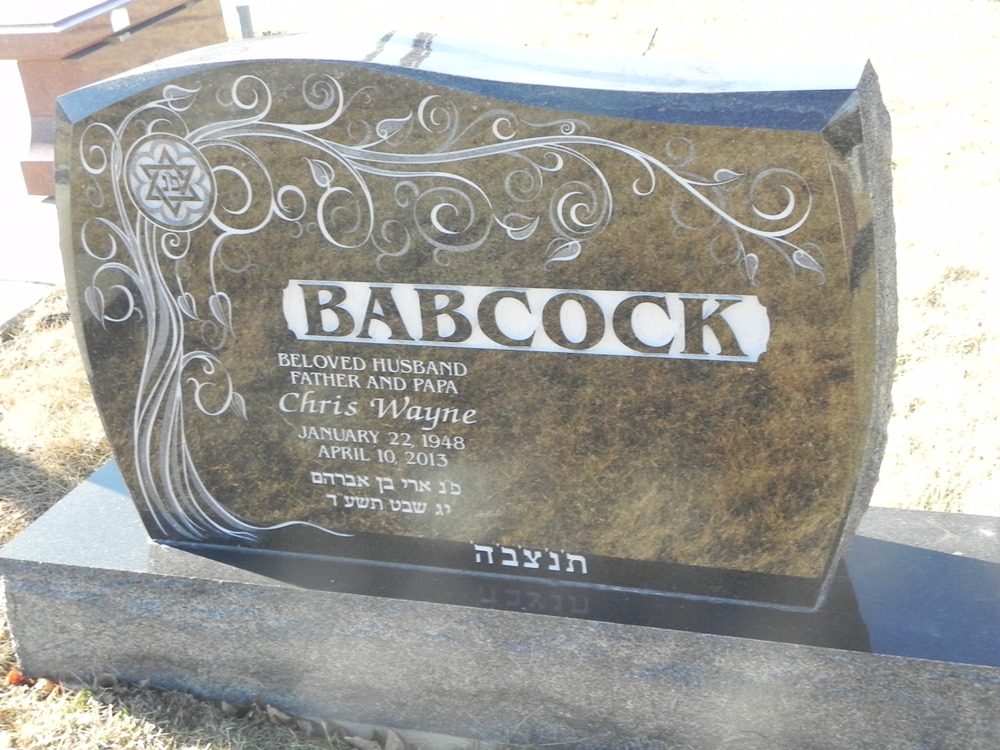 פנ
BABCOCK
BELOVED HUSBAND
FATHER AND PAPA
Chris Wayne
JANUARY 22, 1948
APRIL 10, 2013
פ״נ ארי בן אברהם
יג שבט תשע״ד
ת'נ'צ'ב'ה'